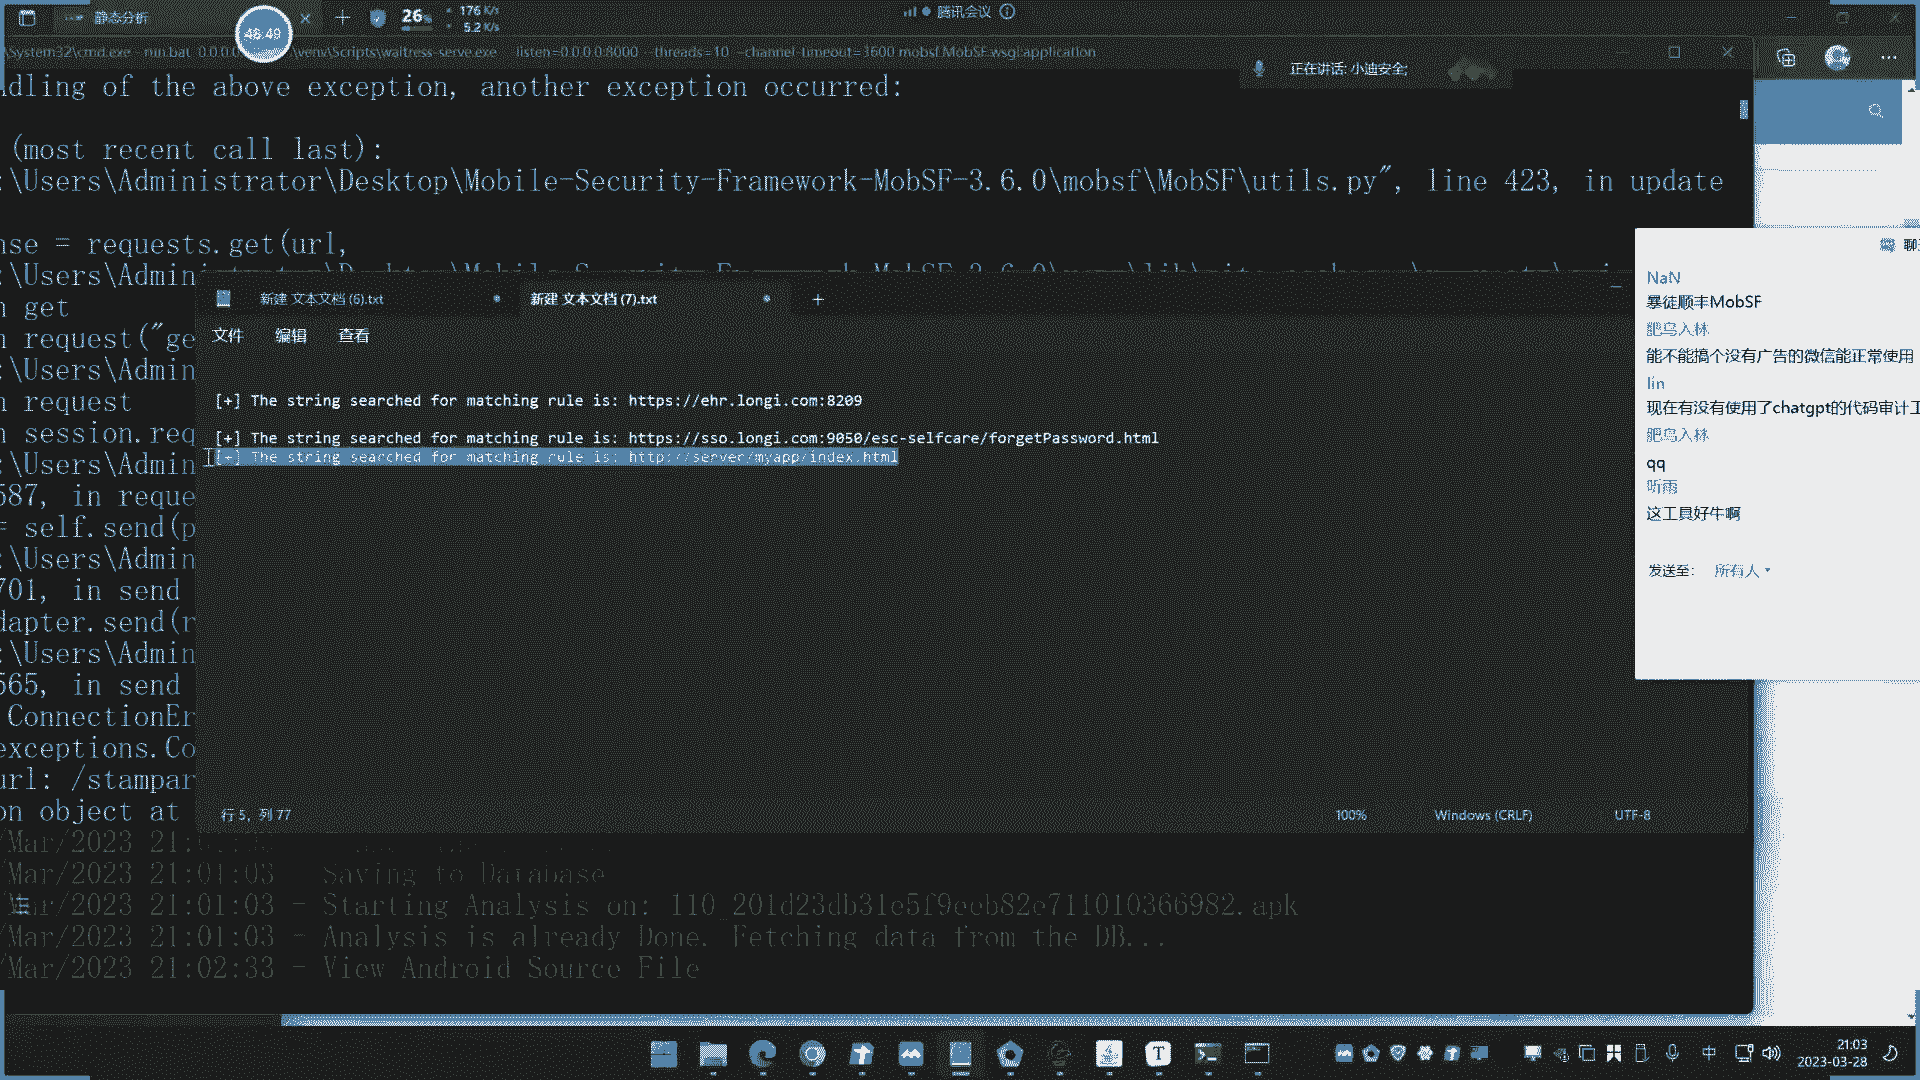 静态分析
46:49
26%
176 K/s
5.2 K/s
腾讯会议
\System32\cmd.exe - run.bat 0.0.0.0
\venv\Scripts\waitress-serve.exe
listen=0.0.0.0:8000 --threads=10 --channel-timeout=3600 mobsf.MobSF.wsgi:application
正在讲话: 小迪安全;
dling of the above exception, another exception occurred:
(most recent call last):
:\Users\Administrator\Desktop\Mobile-Security-Framework-MobSF-3.6.0\mobsf\MobSF\utils.py", line 423, in update
nse = requests.get(url,
:\Users\Administrator\Desktop\Mobile-Security-Framework-MobSF-3.6.0\
n get
n request("ge
:\Users\Admin
n request
n session.req
:\Users\Admin
587, in reque
= self.send(p
:\Users\Admin
701, in send
dapter.send(r
:\Users\Admin
565, in send
ConnectionEr
exceptions.Co
url: /stampar
on object at
/Mar/2023 21:
/Mar/2023 21:01:03 - Saving to Database
/Mar/2023 21:01:03 - Starting Analysis on: 110_201d23db31e5f9eeb82e711010366982.apk
/Mar/2023 21:01:03 - Analysis is already Done. Fetching data from the DB...
/Mar/2023 21:02:33 - View Android Source File
新建 文本文档 (6).txt
新建 文本文档 (7).txt
文件 编辑 查看
[+] The string searched for matching rule is: https://ehr.longi.com:8209
[+] The string searched for matching rule is: https://sso.longi.com:9050/esc-selfcare/forgetPassword.html
[+] The string searched for matching rule is: http://server/myapp/index.html
行 5, 列 77
100%
Windows (CRLF)
UTF-8
NaN
暴徒顺丰MobSF
肥鸟入林
能不能搞个没有广告的微信能正常使用
lin
现在有没有使用了chatgpt的代码审计工
肥鸟入林
qq
听雨
这工具好牛啊
发送至: 所有人
中
21:03
2023-03-28